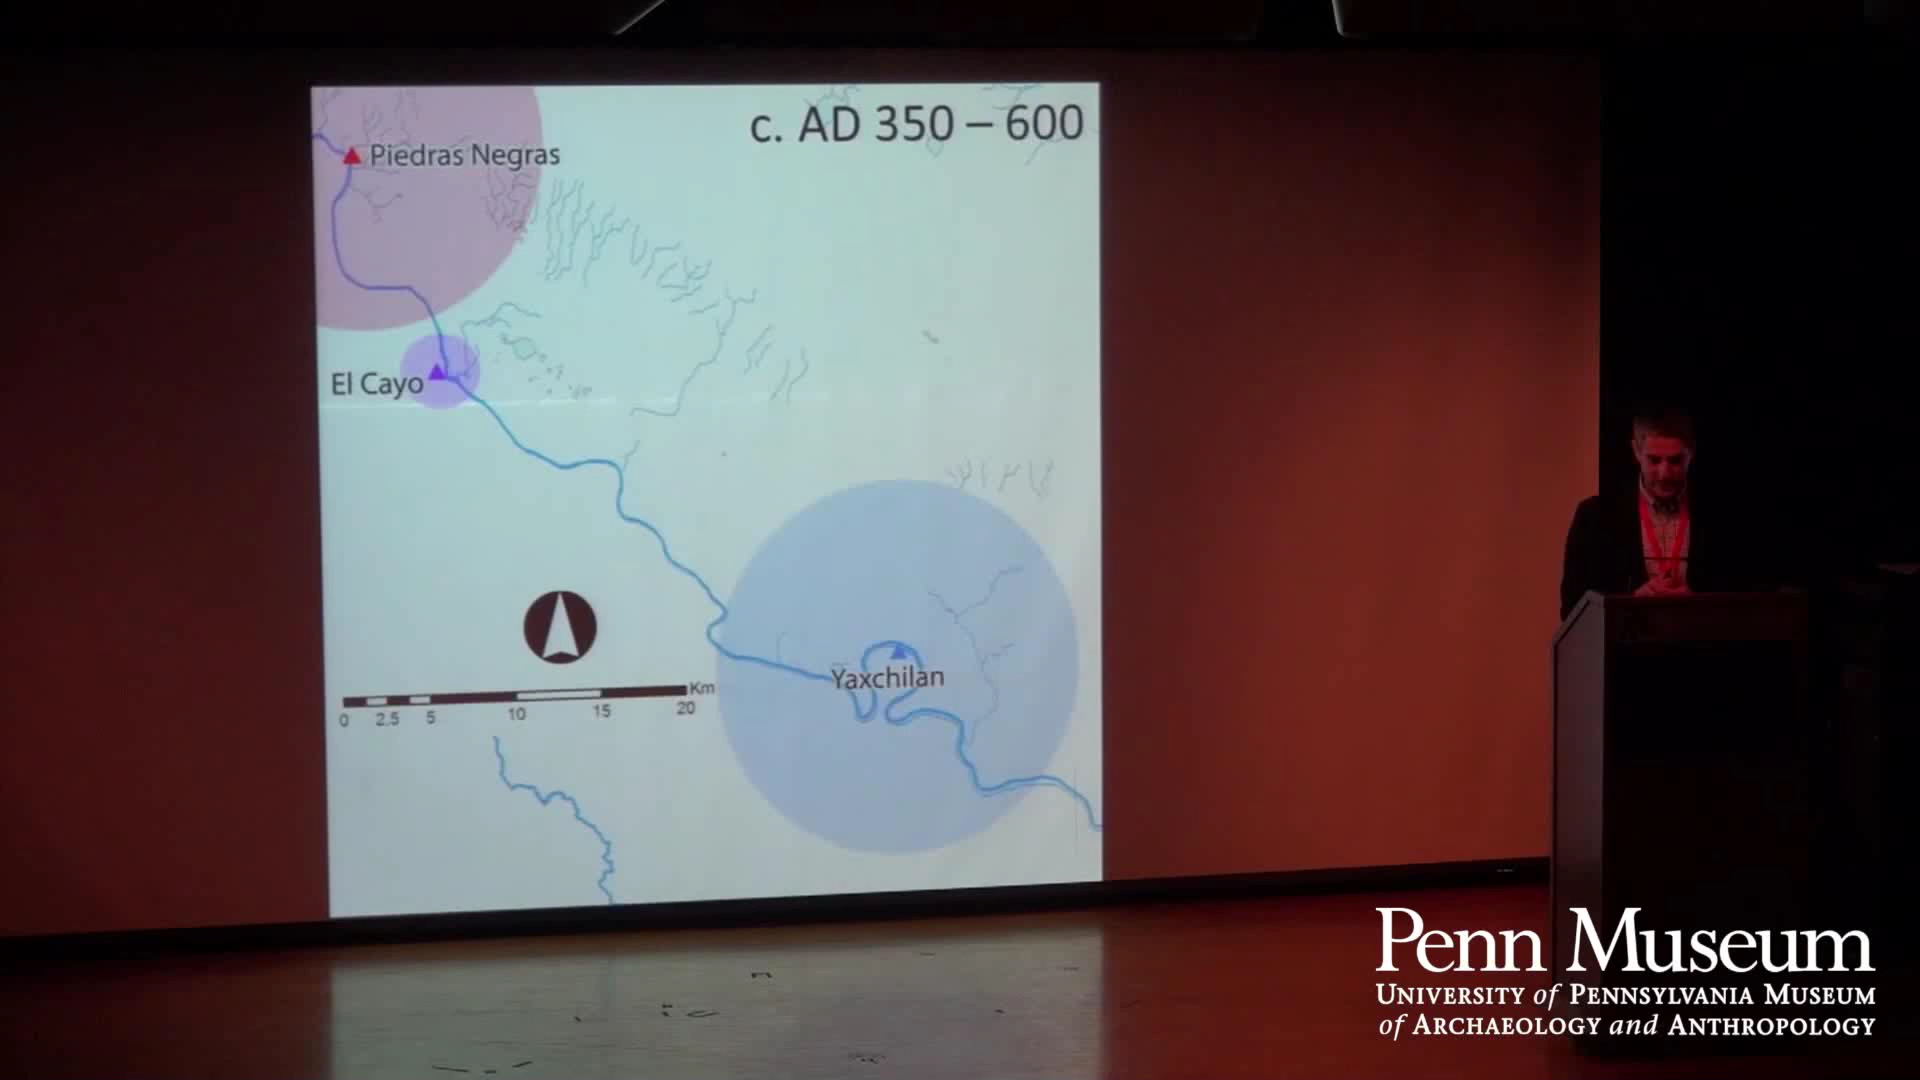 c. AD 350 – 600
Piedras Negras
El Cayo
Yaxchilan
Km
0 2.5 5 10 15 20
Penn Museum
UNIVERSITY of PENNSYLVANIA MUSEUM
of ARCHAEOLOGY and ANTHROPOLOGY